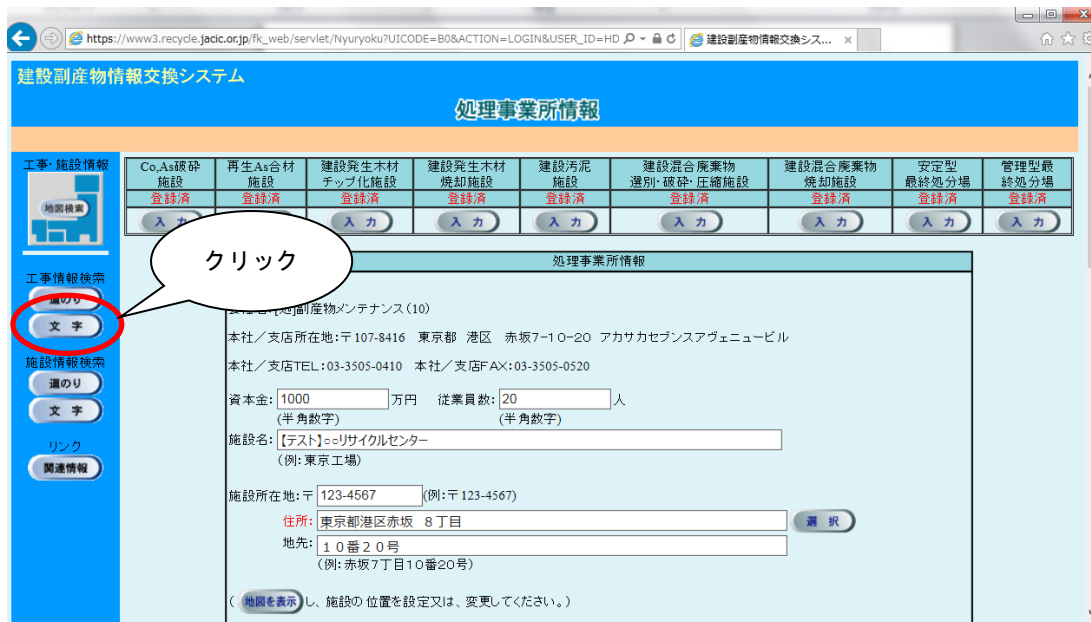 https://www3.recycle.jacic.or.jp/fk_web/servlet/Nyuryoku?UICODE=B0&ACTION=LOGIN&USER_ID=HD
建設副産物情報交換シス... ×
建設副産物情報交換システム
処理事業所情報
工事・施設情報
地図検索
工事情報検索
道のり
文 字
施設情報検索
道のり
文 字
リンク
関連情報
Co,As破砕施設 再生As合材施設 建設発生木材チップ化施設 建設発生木材焼却施設 建設汚泥施設 建設混合廃棄物選別・破砕・圧縮施設 建設混合廃棄物焼却施設 安定型最終処分場 管理型最終処分場
登録済 登録済 登録済 登録済 登録済 登録済 登録済 登録済 登録済
入 力 入 力 入 力 入 力 入 力 入 力 入 力 入 力
クリック
処理事業所情報
副産物メンテナンス(10)
本社/支店所在地:〒107-8416 東京都 港区 赤坂7-10-20 アカサカセブンスアヴェニュービル
本社/支店TEL:03-3505-0410 本社/支店FAX:03-3505-0520
資本金: 1000 万円 従業員数: 20 人
(半角数字) (半角数字)
施設名: 【テスト】○○リサイクルセンター
(例:東京工場)
施設所在地:〒 123-4567 (例:〒123-4567)
住所: 東京都港区赤坂 8丁目 選 択
地先: 10番20号
(例:赤坂7丁目10番20号)
( 地図を表示 し、施設の位置を設定又は、変更してください。)